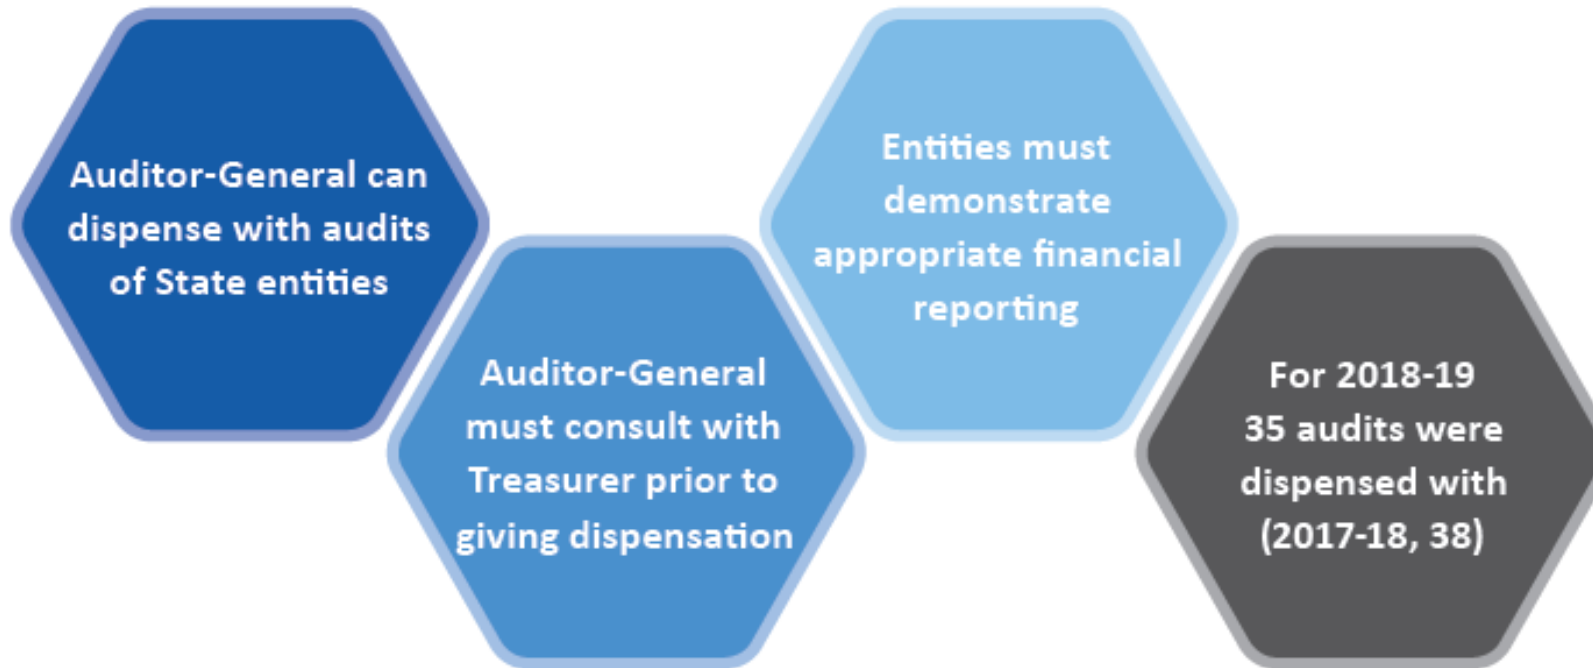 Auditor-General can
dispense with audits
of State entities
Auditor-General
must consult with
Treasurer prior to
giving dispensation
Entities must
demonstrate
appropriate financial
reporting
For 2018-19
35 audits were
dispensed with
(2017-18, 38)